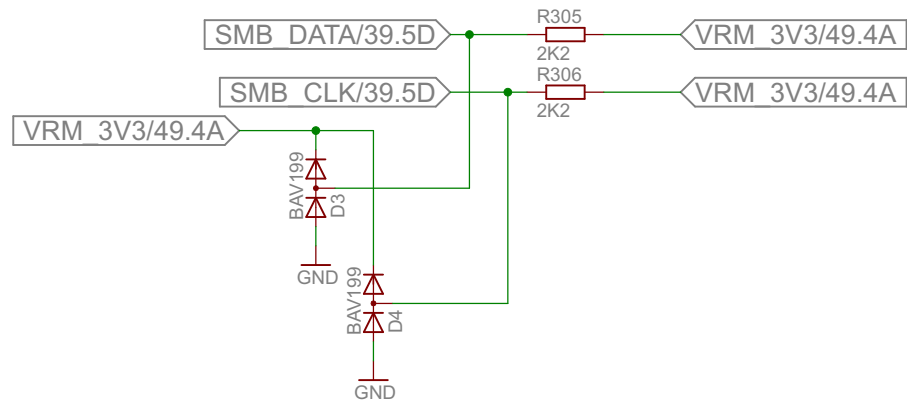 R305
SMB_DATA/39.5D
VRM_3V3/49.4A
2K2
R306
SMB_CLK/39.5D
VRM_3V3/49.4A
2K2
VRM_3V3/49.4A
BAV199
D3
GND
BAV199
D4
GND